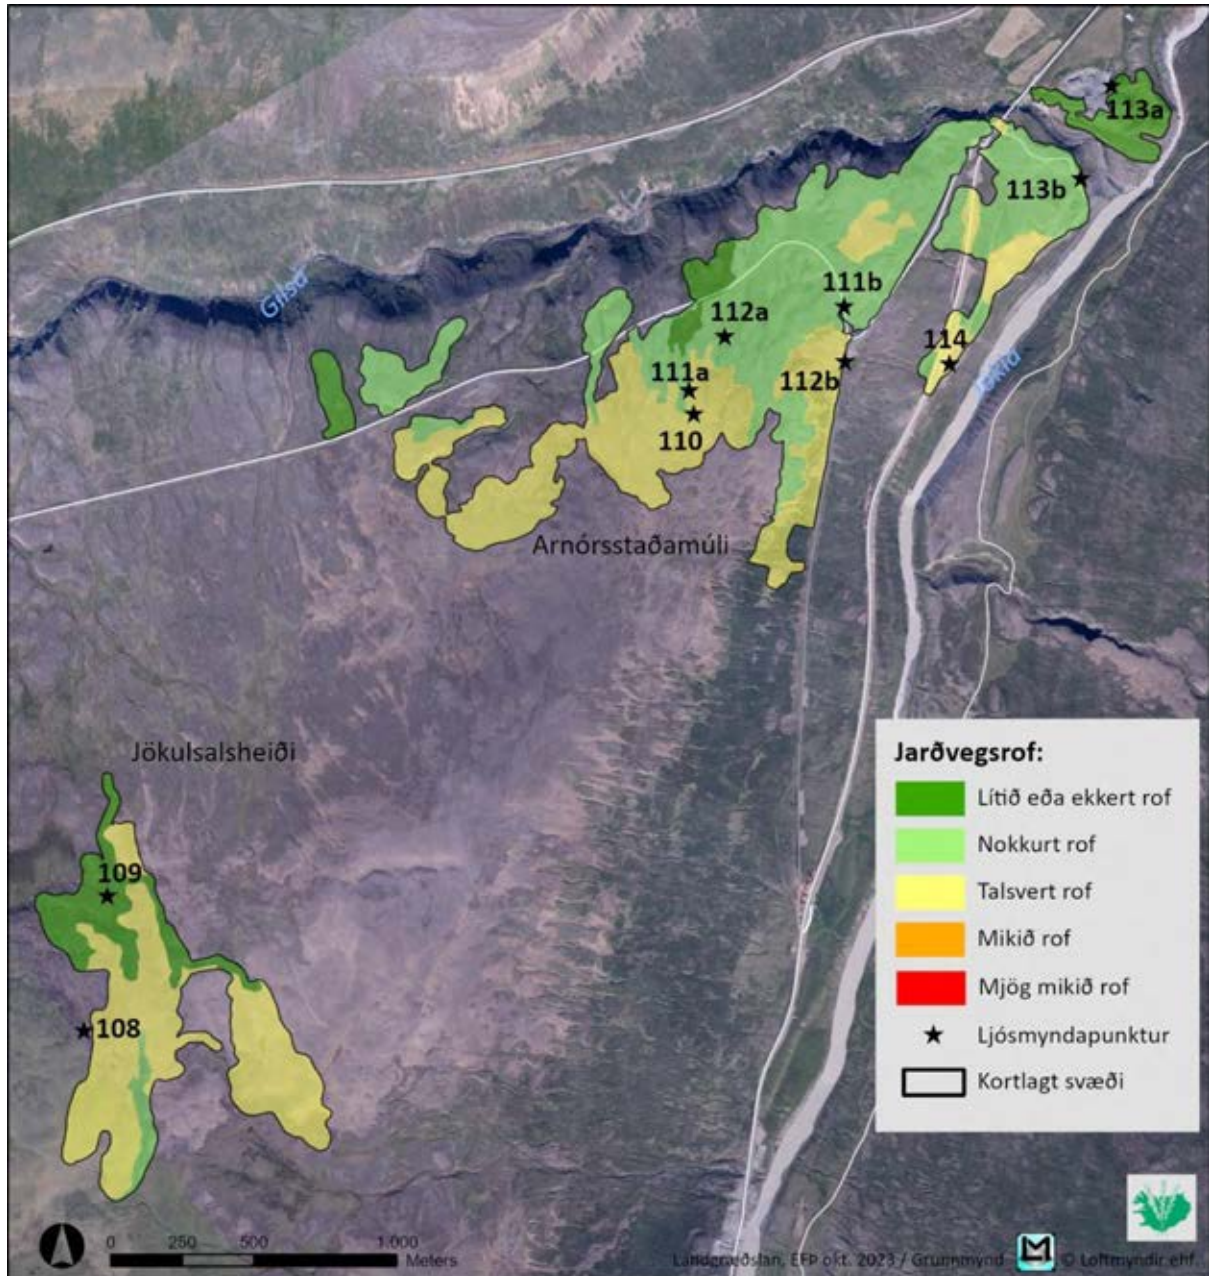 113a
113b
Gilsá
111b
112a
114
111a
112b
Jökla
110
Arnórsstaðamúli
Jökulsalsheiði
Jarðvegsrof:
Lítið eða ekkert rof
Nokkurt rof
Talsvert rof
Mikið rof
Mjög mikið rof
Ljósmyndapunktur
Kortlagt svæði
109
108
0 250 500 1.000
Meters
Landgræðslan, EFÞ okt. 2023 / Grunnmynd © Loftmyndir ehf.